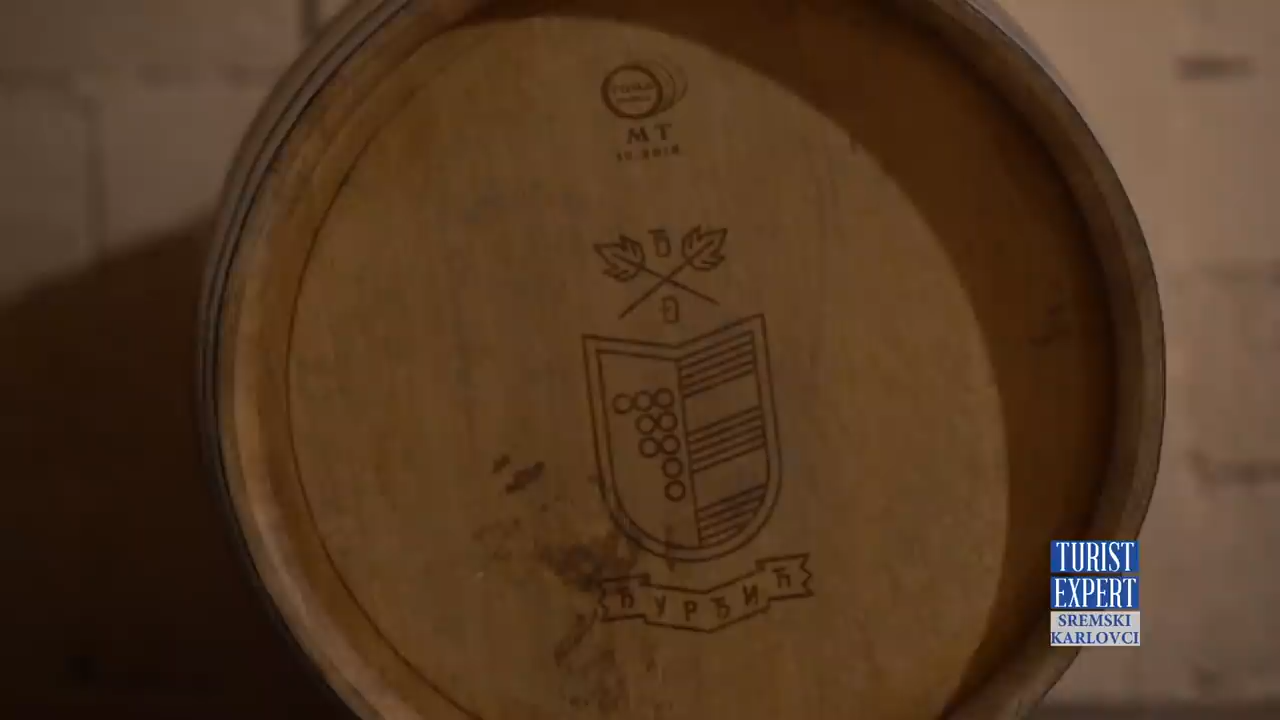 MT
Ђ
ЂУРЂИЋ
TURIST
EXPERT
SREMSKI
KARLOVCI